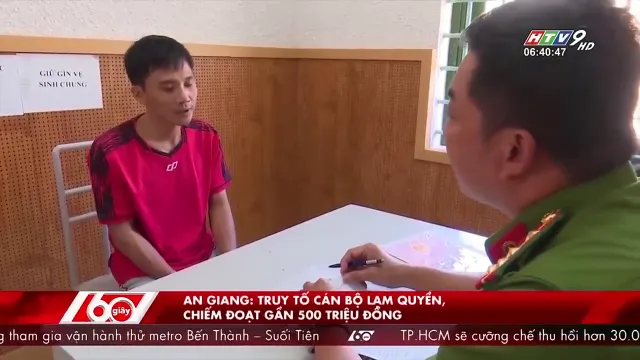 HTV9 HD
06:40:47
GIỮ GÌN VỆ
SINH CHUNG
AN GIANG: TRUY TỐ CÁN BỘ LẠM QUYỀN,
CHIẾM ĐOẠT GẦN 500 TRIỆU ĐỒNG
60 giây
tham gia vận hành thử metro Bến Thành – Suối Tiên TP.HCM sẽ cưỡng chế thu hồi hơn 30.0